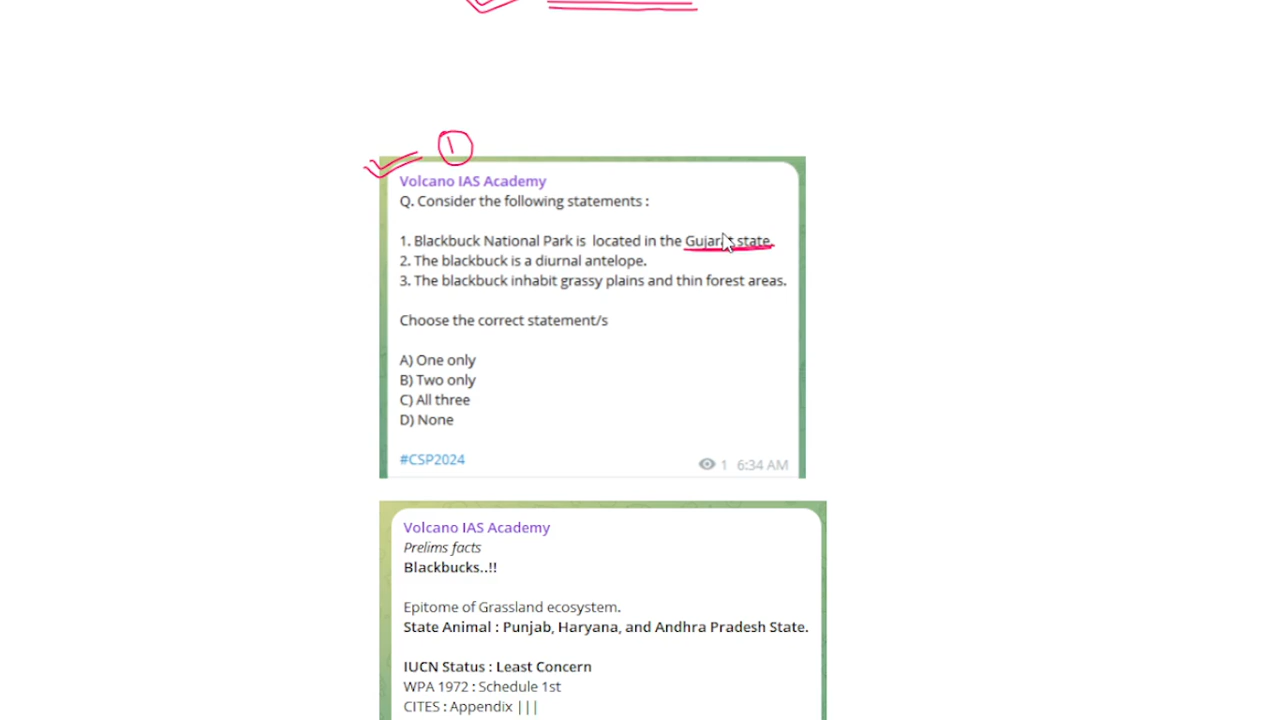 1
Volcano IAS Academy
Q. Consider the following statements :
1. Blackbuck National Park is located in the Gujarat state.
2. The blackbuck is a diurnal antelope.
3. The blackbuck inhabit grassy plains and thin forest areas.
Choose the correct statement/s
A) One only
B) Two only
C) All three
D) None
#CSP2024
1 6:34 AM
Volcano IAS Academy
Prelims facts
Blackbucks..!!
Epitome of Grassland ecosystem.
State Animal : Punjab, Haryana, and Andhra Pradesh State.
IUCN Status : Least Concern
WPA 1972 : Schedule 1st
CITES : Appendix |||